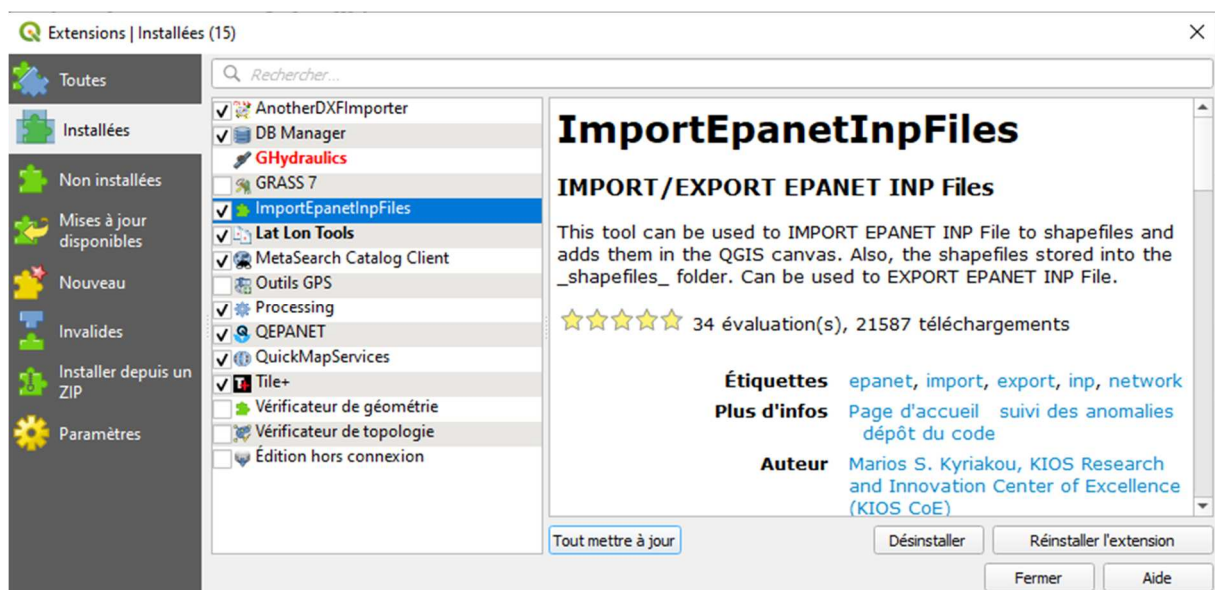 Extensions | Installées (15)
Toutes
Installées
Non installées
Mises à jour
disponibles
Nouveau
Invalides
Installer depuis un
ZIP
Paramètres
Rechercher...
AnotherDXFImporter
DB Manager
GHydraulics
GRASS 7
ImportEpanetInpFiles
Lat Lon Tools
MetaSearch Catalog Client
Outils GPS
Processing
QEPANET
QuickMapServices
Tile+
Vérificateur de géométrie
Vérificateur de topologie
Édition hors connexion
ImportEpanetInpFiles
IMPORT/EXPORT EPANET INP Files
This tool can be used to IMPORT EPANET INP File to shapefiles and
adds them in the QGIS canvas. Also, the shapefiles stored into the
_shapefiles_ folder. Can be used to EXPORT EPANET INP File.
34 évaluation(s), 21587 téléchargements
Étiquettes epanet, import, export, inp, network
Plus d'infos Page d'accueil suivi des anomalies
dépôt du code
Auteur Marios S. Kyriakou, KIOS Research
and Innovation Center of Excellence
(KIOS CoE)
Tout mettre à jour Désinstaller Réinstaller l'extension
Fermer Aide